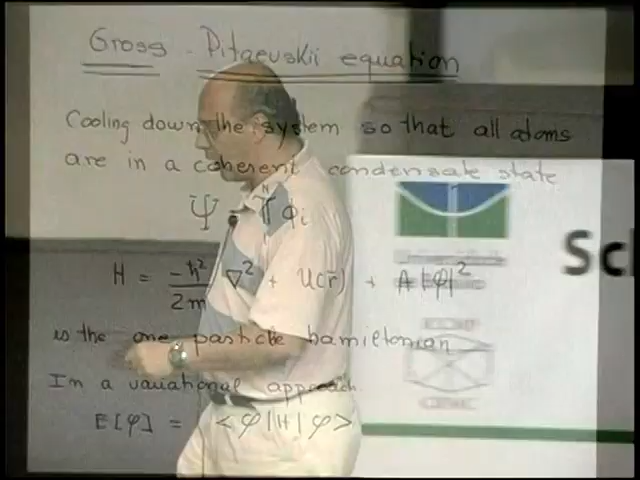 Gross - Pitaevskii equation
Cooling down the system so that all atoms
are in a coherent condensate state
Ψ = Π^N φi
H = -ħ²/2m ∇² + U(r̄) + A|φ|²
is the one particle hamiltonian
In a variational approach
E[φ] = <φ|H|φ>
Sc